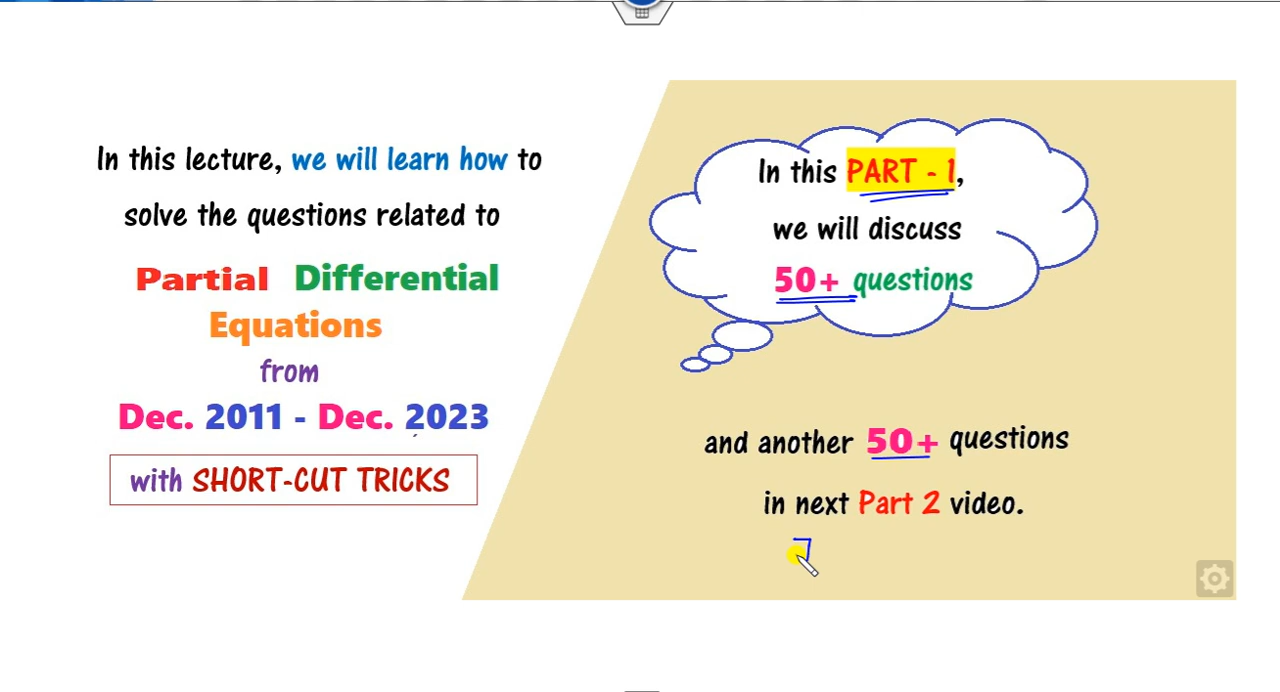 In this lecture, we will learn how to
solve the questions related to
Partial Differential
Equations
from
Dec. 2011 - Dec. 2023
with SHORT-CUT TRICKS
In this PART - 1,
we will discuss
50+ questions
and another 50+ questions
in next Part 2 video.